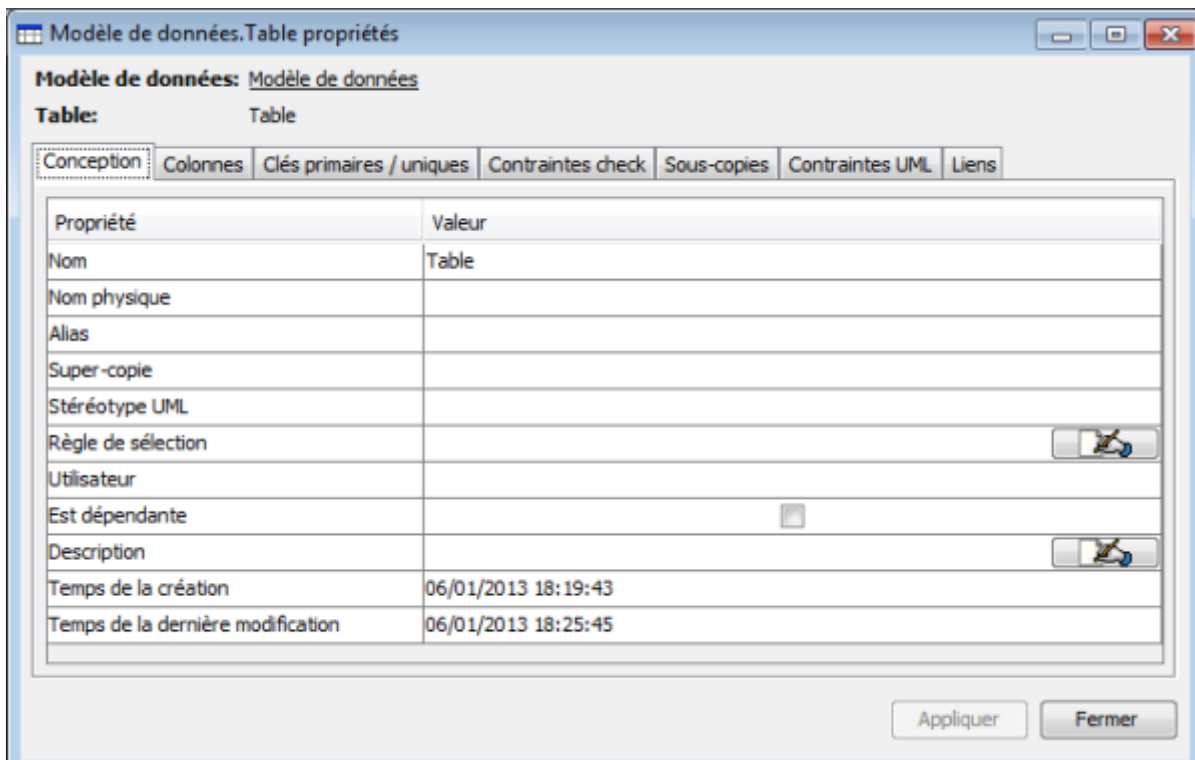 Modèle de données.Table propriétés
Modèle de données: Modèle de données
Table: Table
Conception Colonnes Clés primaires / uniques Contraintes check Sous-copies Contraintes UML Liens
Propriété Valeur
Nom Table
Nom physique
Alias
Super-copie
Stéréotype UML
Règle de sélection
Utilisateur
Est dépendante
Description
Temps de la création 06/01/2013 18:19:43
Temps de la dernière modification 06/01/2013 18:25:45
Appliquer Fermer